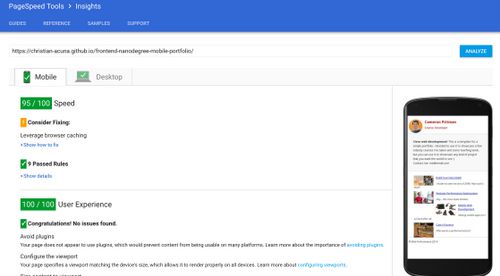 PageSpeed Tools > Insights
GUIDES REFERENCE SAMPLES SUPPORT
https://christian-acuna.github.io/frontend-nanodegree-mobile-portfolio/
ANALYZE
Mobile Desktop
95 / 100 Speed
Consider Fixing:
Leverage browser caching
Show how to fix
9 Passed Rules
Show details
100 / 100 User Experience
Congratulations! No issues found.
Avoid plugins
Your page does not appear to use plugins, which would prevent content from being usable on many platforms. Learn more about the importance of avoiding plugins.
Configure the viewport
Your page specifies a viewport matching the device's size, which allows it to render properly on all devices. Learn more about configuring viewports.
Cameron Pittman